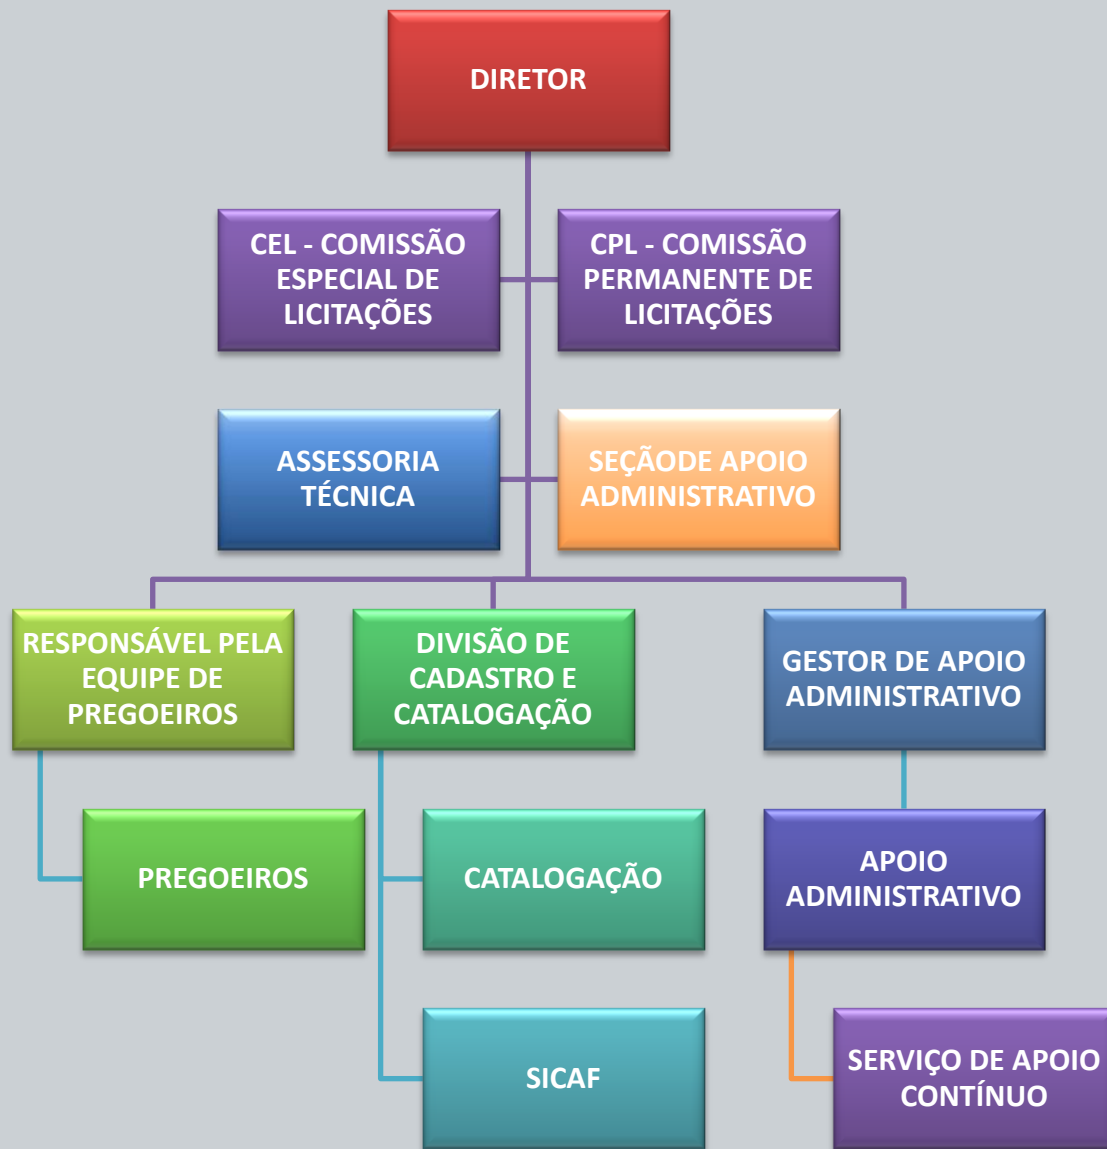 DIRETOR
CEL - COMISSÃO
ESPECIAL DE
LICITAÇÕES
CPL - COMISSÃO
PERMANENTE DE
LICITAÇÕES
ASSESSORIA
TÉCNICA
SEÇÃODE APOIO
ADMINISTRATIVO
RESPONSÁVEL PELA
EQUIPE DE
PREGOEIROS
DIVISÃO DE
CADASTRO E
CATALOGAÇÃO
GESTOR DE APOIO
ADMINISTRATIVO
PREGOEIROS
CATALOGAÇÃO
APOIO
ADMINISTRATIVO
SICAF
SERVIÇO DE APOIO
CONTÍNUO